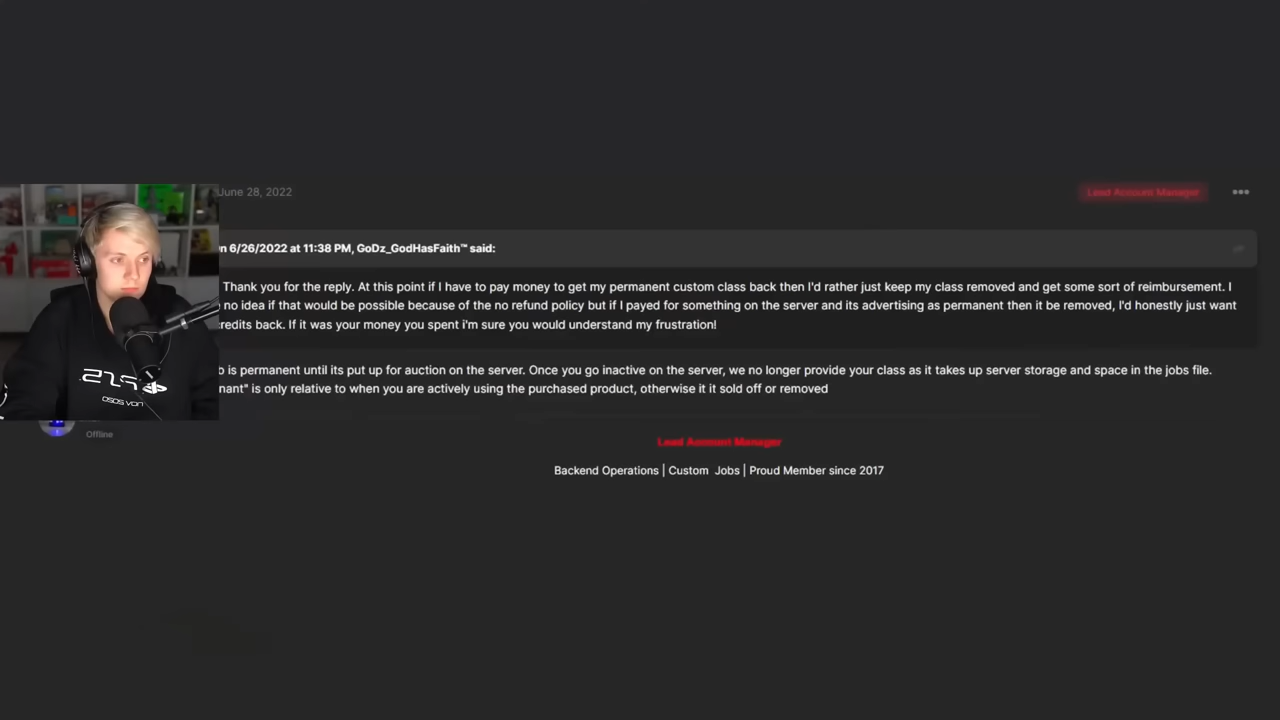 June 28, 2022
Lead Account Manager
6/26/2022 at 11:38 PM, GoDz_GodHasFaith™ said:
Thank you for the reply. At this point if I have to pay money to get my permanent custom class back then I'd rather just keep my class removed and get some sort of reimbursement. I
no idea if that would be possible because of the no refund policy but if I payed for something on the server and its advertising as permanent then it be removed, I'd honestly just want
credits back. If it was your money you spent i'm sure you would understand my frustration!
is permanent until its put up for auction on the server. Once you go inactive on the server, we no longer provide your class as it takes up server storage and space in the jobs file.
is only relative to when you are actively using the purchased product, otherwise it it sold off or removed
Offline
Lead Account Manager
Backend Operations | Custom Jobs | Proud Member since 2017